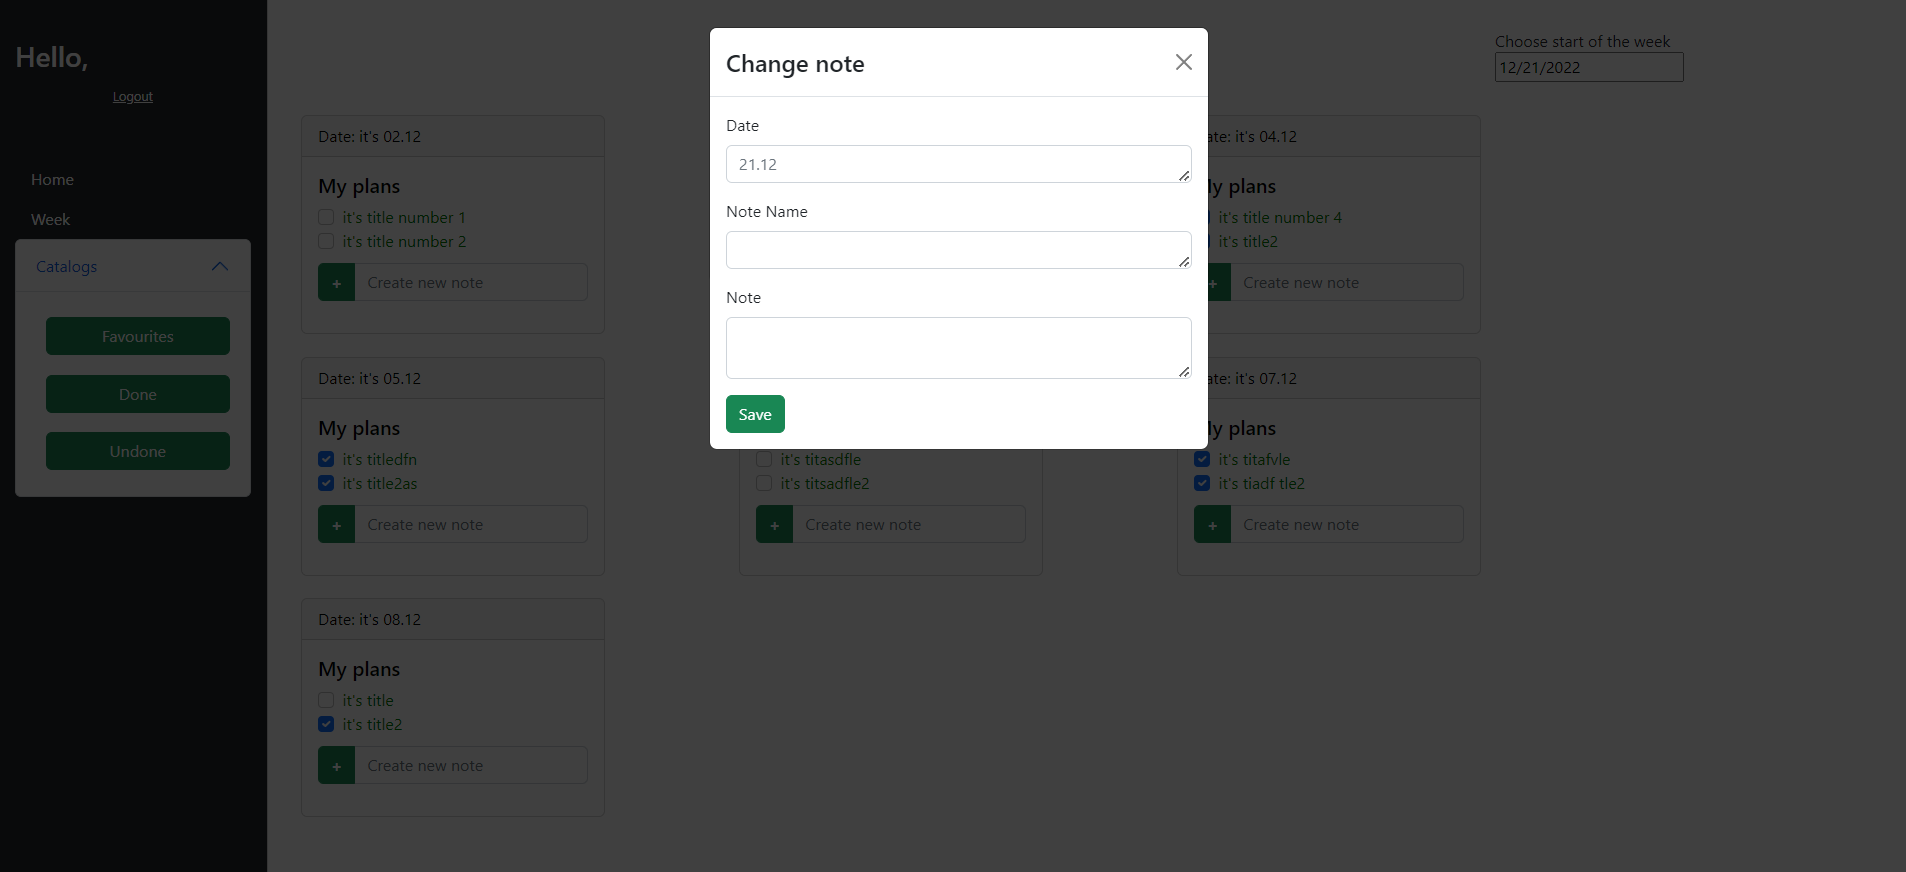 Hello,
Logout
Home
Week
Catalogs
Favourites
Done
Undone
Choose start of the week
12/21/2022
Change note
Date
21.12
Note Name
Note
Save
Date: it's 02.12
My plans
it's title number 1
it's title number 2
+ Create new note
ate: it's 04.12
ly plans
it's title number 4
it's title2
+ Create new note
Date: it's 05.12
My plans
it's titledfn
it's title2as
+ Create new note
it's titasdfle
it's titsadfle2
+ Create new note
ate: it's 07.12
ly plans
it's titafvle
it's tiadf tle2
+ Create new note
Date: it's 08.12
My plans
it's title
it's title2
+ Create new note